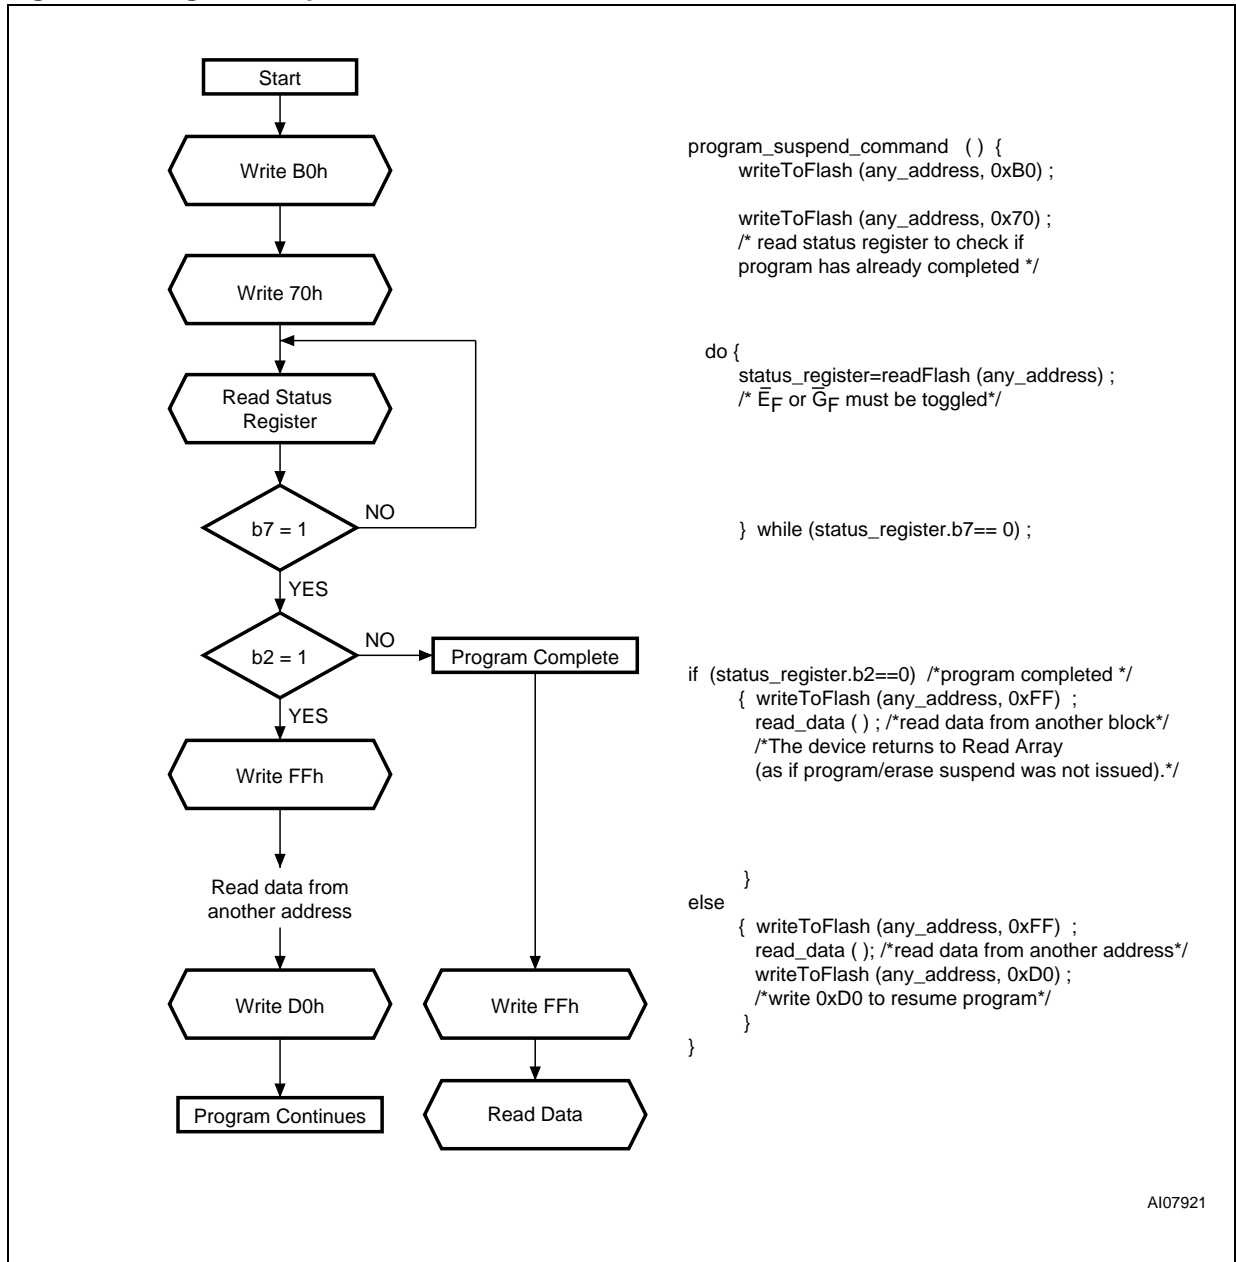 Start
Write B0h
Write 70h
Read Status
Register
b7 = 1
NO
YES
b2 = 1
NO
Program Complete
YES
Write FFh
Read data from
another address
Write D0h
Write FFh
Program Continues
Read Data
program_suspend_command ( ) {
writeToFlash (any_address, 0xB0) ;
writeToFlash (any_address, 0x70) ;
/* read status register to check if
program has already completed */
do {
status_register=readFlash (any_address) ;
/* E̅F or G̅F must be toggled*/
} while (status_register.b7== 0) ;
if (status_register.b2==0) /*program completed */
{ writeToFlash (any_address, 0xFF) ;
read_data ( ) ; /*read data from another block*/
/*The device returns to Read Array
(as if program/erase suspend was not issued).*/
}
else
{ writeToFlash (any_address, 0xFF) ;
read_data ( ); /*read data from another address*/
writeToFlash (any_address, 0xD0) ;
/*write 0xD0 to resume program*/
}
}
AI07921